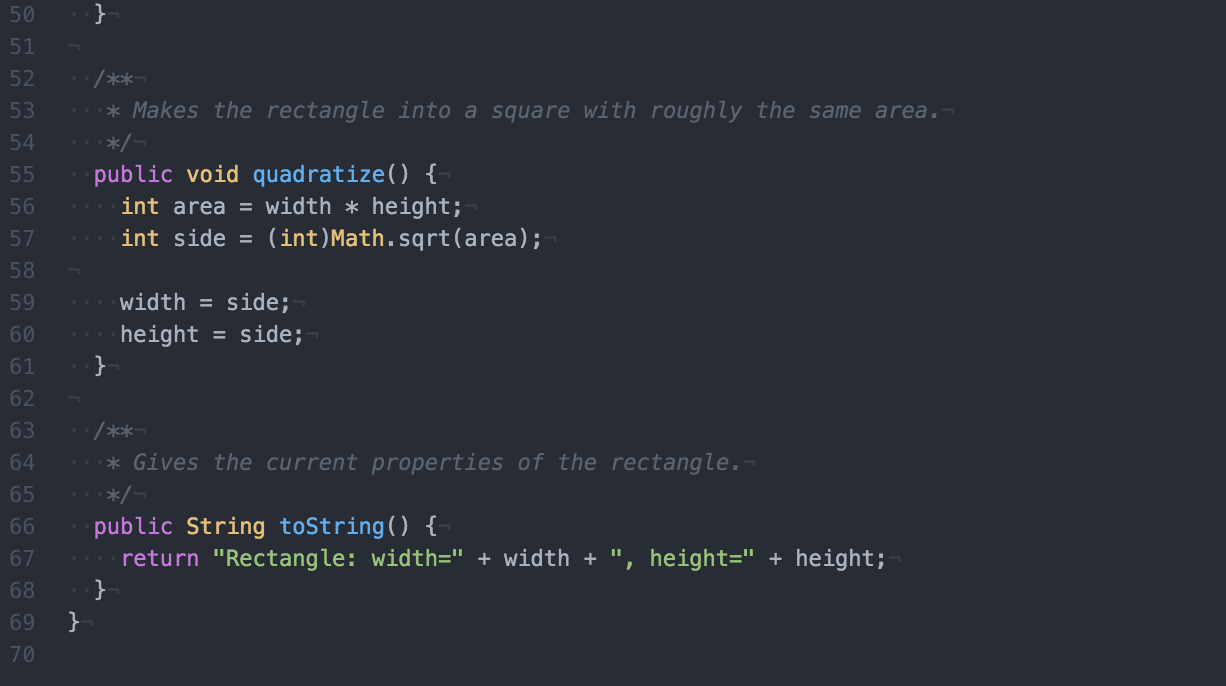 50   }
51
52   /**
53    * Makes the rectangle into a square with roughly the same area.
54    */
55   public void quadratize() {
56     int area = width * height;
57     int side = (int)Math.sqrt(area);
58
59     width = side;
60     height = side;
61   }
62
63   /**
64    * Gives the current properties of the rectangle.
65    */
66   public String toString() {
67     return "Rectangle: width=" + width + ", height=" + height;
68   }
69 }
70